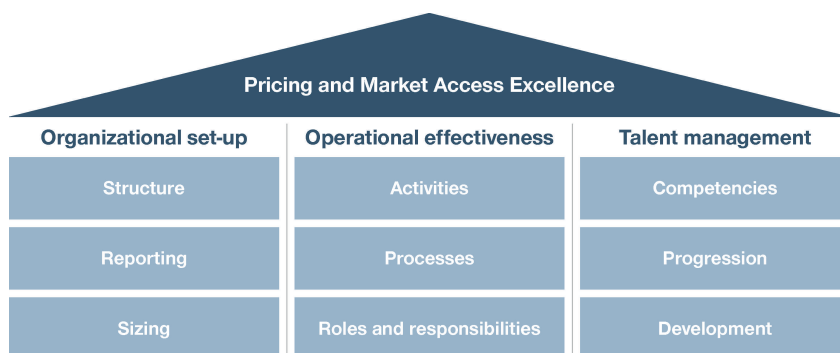 Pricing and Market Access Excellence
Organizational set-up
Operational effectiveness
Talent management
Structure
Activities
Competencies
Reporting
Processes
Progression
Sizing
Roles and responsibilities
Development